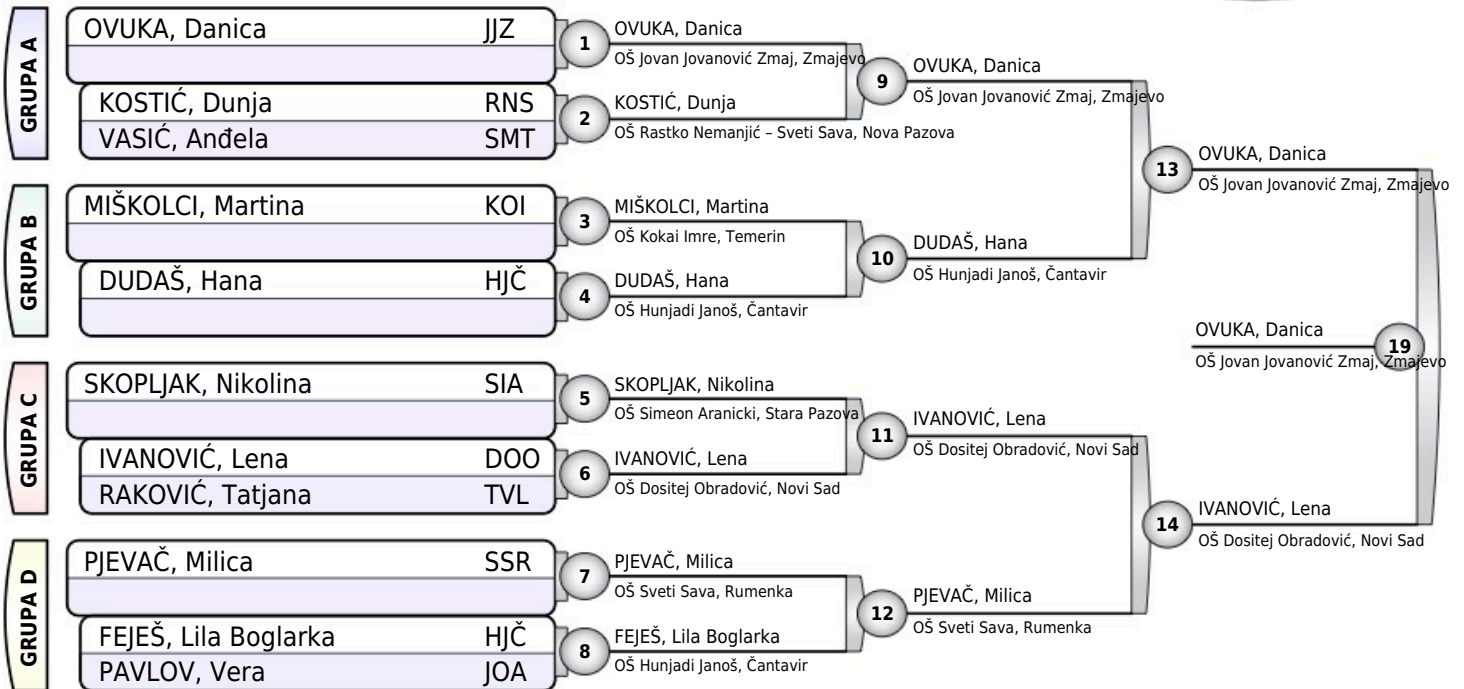 GRUPA A
OVUKA, Danica JJZ
KOSTIĆ, Dunja RNS
VASIĆ, Anđela SMT
1
OVUKA, Danica
OŠ Jovan Jovanović Zmaj, Zmajevo
2
KOSTIĆ, Dunja
OŠ Rastko Nemanjić – Sveti Sava, Nova Pazova
9
OVUKA, Danica
OŠ Jovan Jovanović Zmaj, Zmajevo
GRUPA B
MIŠKOLCI, Martina KOI
DUDAŠ, Hana HJČ
3
MIŠKOLCI, Martina
OŠ Kokai Imre, Temerin
4
DUDAŠ, Hana
OŠ Hunjadi Janoš, Čantavir
10
DUDAŠ, Hana
OŠ Hunjadi Janoš, Čantavir
13
OVUKA, Danica
OŠ Jovan Jovanović Zmaj, Zmajevo
GRUPA C
SKOPLJAK, Nikolina SIA
IVANOVIĆ, Lena DOO
RAKOVIĆ, Tatjana TVL
5
SKOPLJAK, Nikolina
OŠ Simeon Aranicki, Stara Pazova
6
IVANOVIĆ, Lena
OŠ Dositej Obradović, Novi Sad
11
IVANOVIĆ, Lena
OŠ Dositej Obradović, Novi Sad
GRUPA D
PJEVAČ, Milica SSR
FEJEŠ, Lila Boglarka HJČ
PAVLOV, Vera JOA
7
PJEVAČ, Milica
OŠ Sveti Sava, Rumenka
8
FEJEŠ, Lila Boglarka
OŠ Hunjadi Janoš, Čantavir
12
PJEVAČ, Milica
OŠ Sveti Sava, Rumenka
14
IVANOVIĆ, Lena
OŠ Dositej Obradović, Novi Sad
OVUKA, Danica
19
OŠ Jovan Jovanović Zmaj, Zmajevo